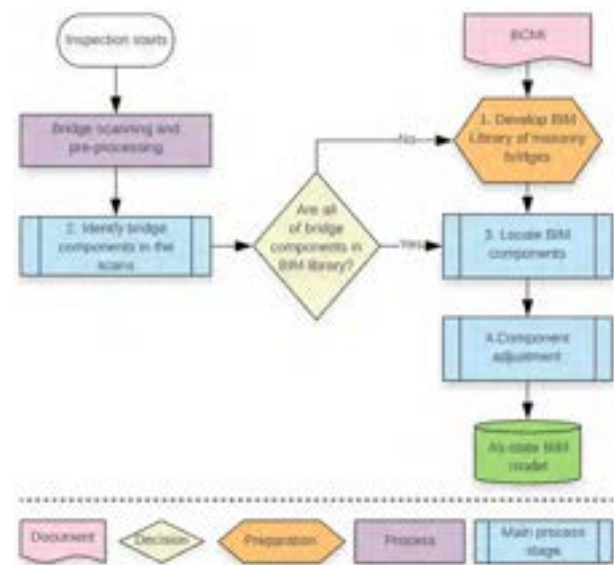 Inspection starts
Bridge scanning and
pre-processing
2. Identify bridge
components in the
scans
Are all
of bridge
components in
BIM library?
No
Yes
BCMI
1. Develop BIM
Library of masonry
bridges
3. Locate BIM
components
4.Component
adjustment
As-state BIM
model
Document
Decision
Preparation
Process
Main process
stage